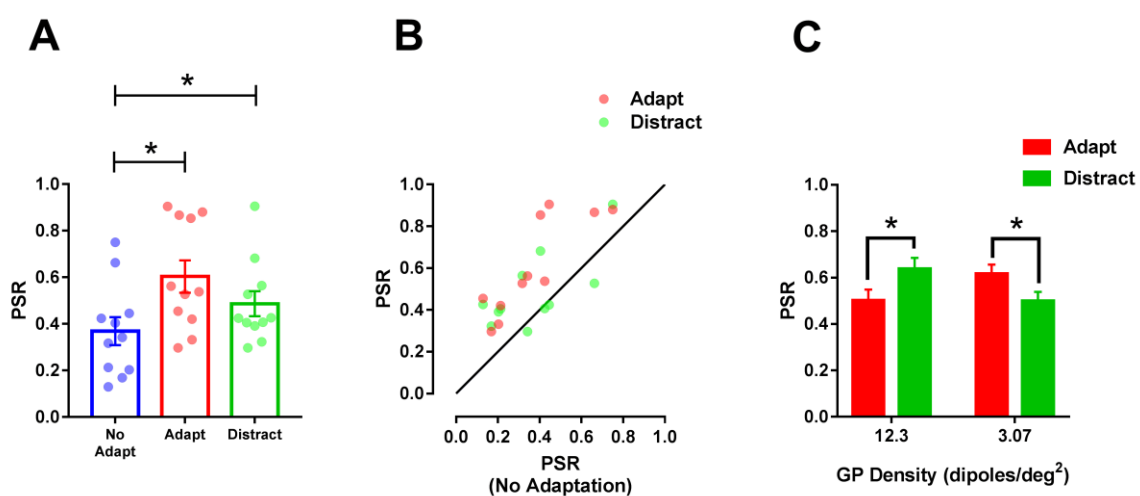 A
B
C
*
*
Adapt
Distract
Adapt
Distract
PSR
1.0
0.8
0.6
0.4
0.2
0.0
No
Adapt
Adapt
Distract
PSR
1.0
0.8
0.6
0.4
0.2
0.0
0.0 0.2 0.4 0.6 0.8 1.0
PSR
(No Adaptation)
PSR
1.0
0.8
0.6
0.4
0.2
0.0
*
*
12.3 3.07
GP Density (dipoles/deg²)